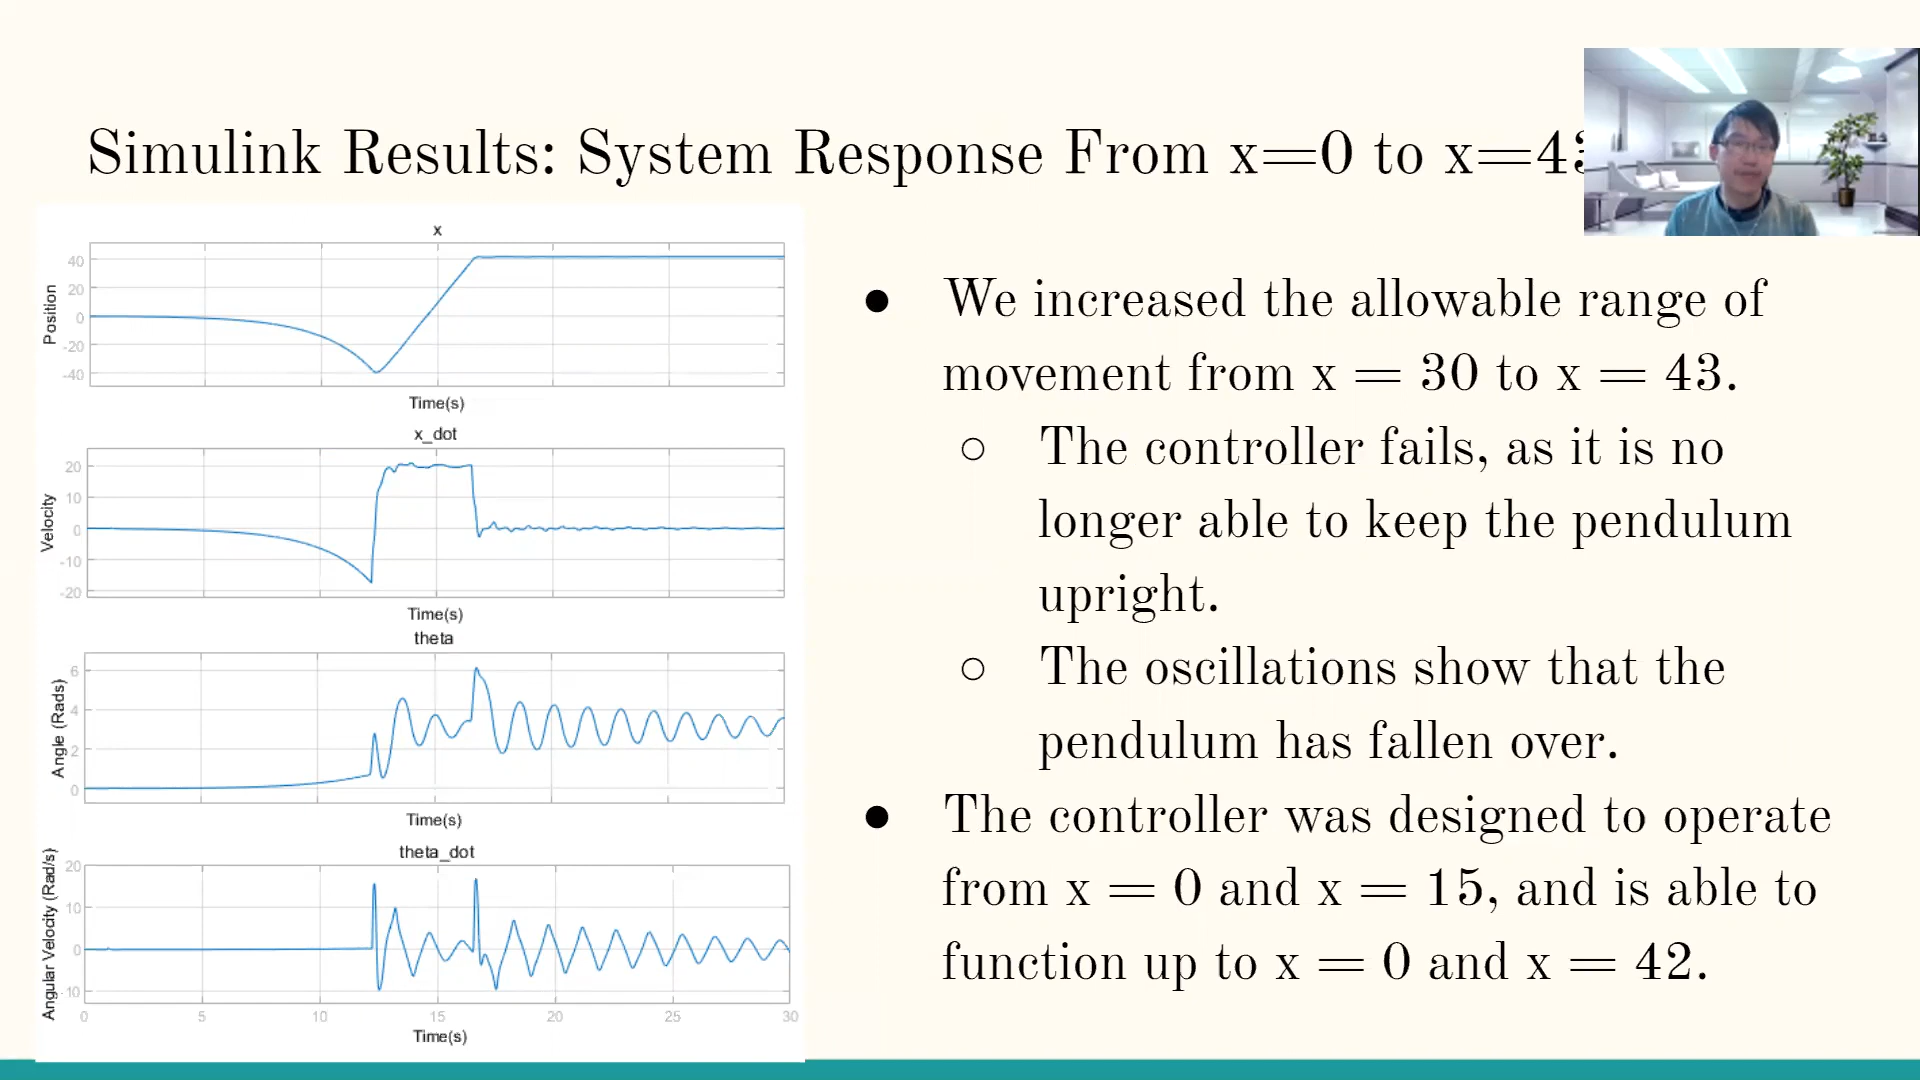 Simulink Results: System Response From x=0 to x=43
x
Position
40
20
0
-20
-40
Time(s)
x_dot
Velocity
20
10
0
-10
-20
Time(s)
theta
Angle (Rads)
6
4
2
0
Time(s)
theta_dot
Angular Velocity (Rad/s)
20
10
0
-10
0 5 10 15 20 25 30
Time(s)
● We increased the allowable range of
movement from x = 30 to x = 43.
○ The controller fails, as it is no
longer able to keep the pendulum
upright.
○ The oscillations show that the
pendulum has fallen over.
● The controller was designed to operate
from x = 0 and x = 15, and is able to
function up to x = 0 and x = 42.